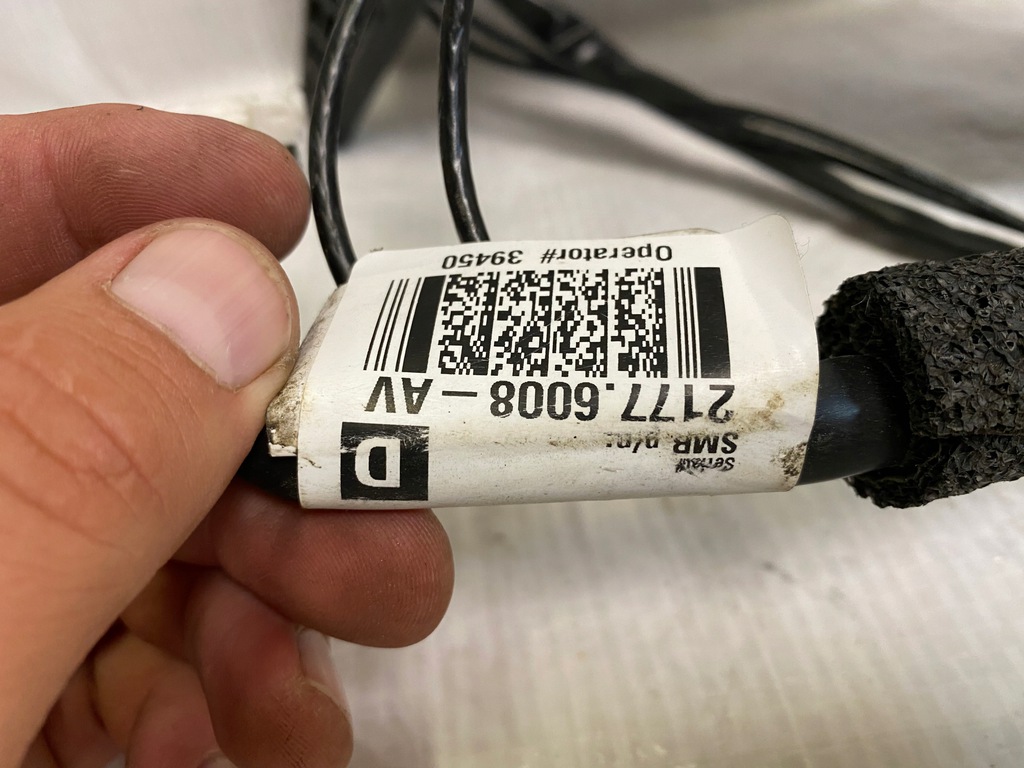 D
Serial#
SMR p/n:
2177.6008-AV
Operator# 39450